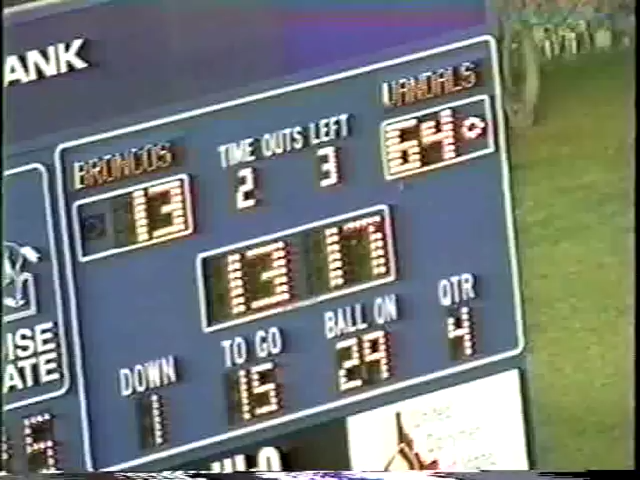 ANK
VANDALS
BRONCOS
TIME OUTS LEFT
64
13
2 3
13 17
QTR
BALL ON
TO GO
DOWN
4
29
15
1
ISE
ATE